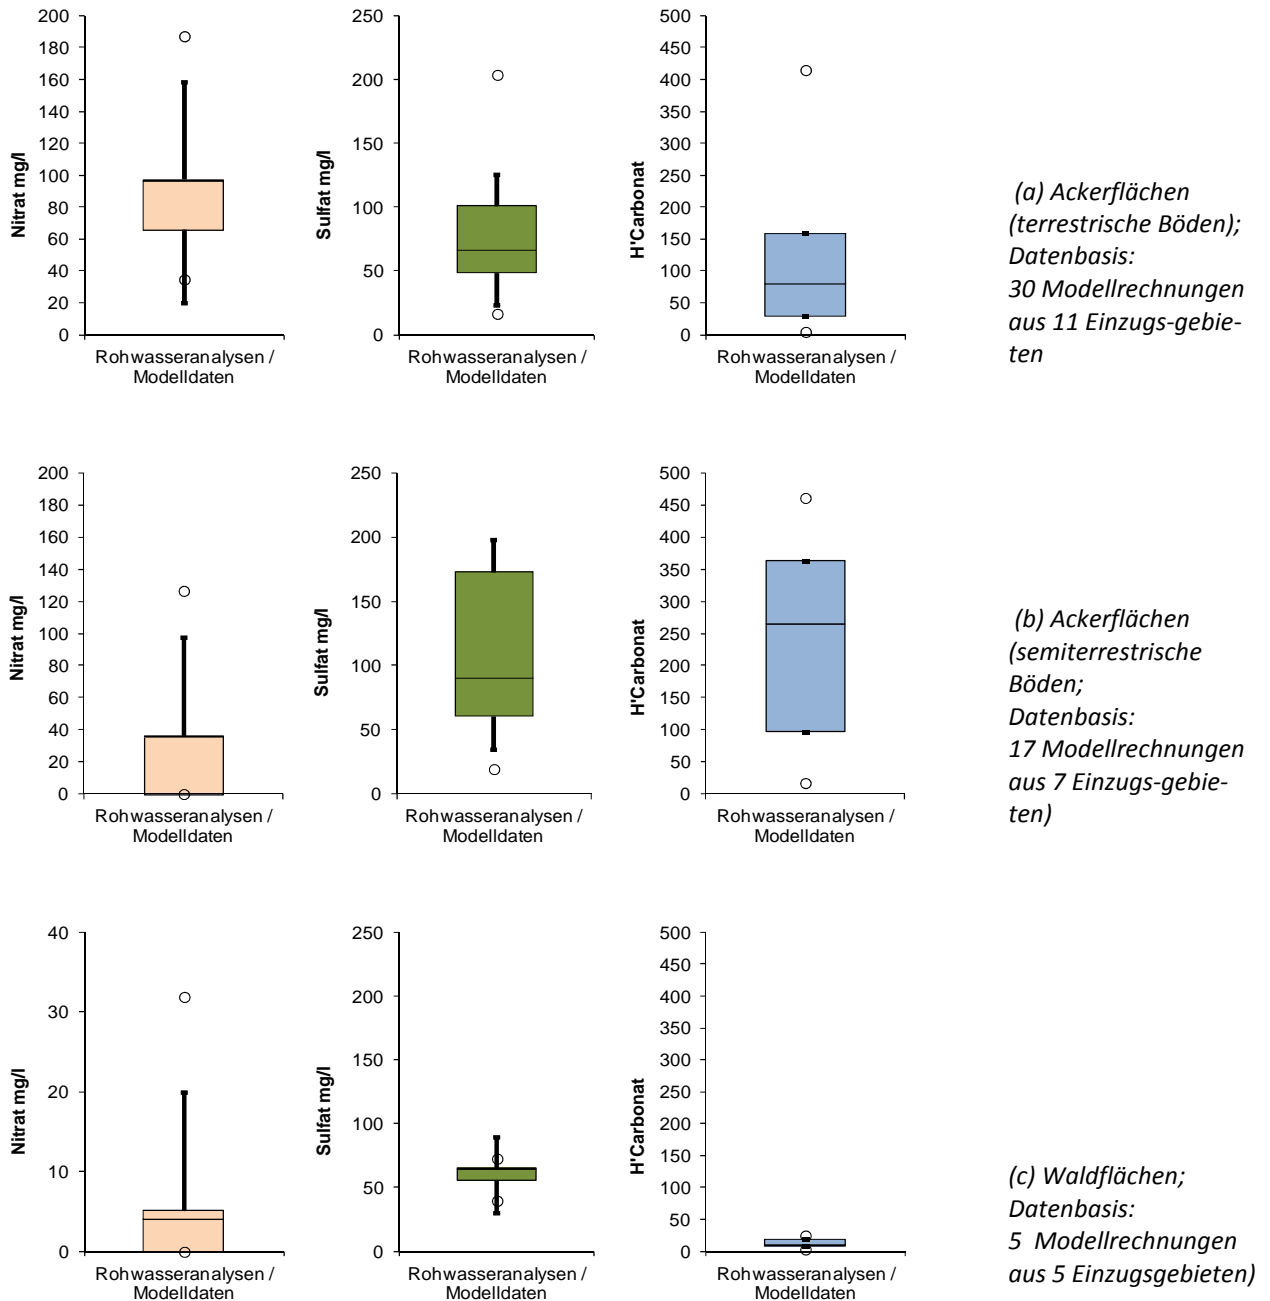 200
180
160
140
120
100
80
60
40
20
0
Nitrat mg/l
Rohwasseranalysen /
Modelldaten
250
200
150
100
50
0
Sulfat mg/l
Rohwasseranalysen /
Modelldaten
500
450
400
350
300
250
200
150
100
50
0
H'Carbonat
Rohwasseranalysen /
Modelldaten
(a) Ackerflächen
(terrestrische Böden);
Datenbasis:
30 Modellrechnungen
aus 11 Einzugs-gebie-
ten
200
180
160
140
120
100
80
60
40
20
0
Nitrat mg/l
Rohwasseranalysen /
Modelldaten
250
200
150
100
50
0
Sulfat mg/l
Rohwasseranalysen /
Modelldaten
500
450
400
350
300
250
200
150
100
50
0
H'Carbonat
Rohwasseranalysen /
Modelldaten
(b) Ackerflächen
(semiterrestrische
Böden;
Datenbasis:
17 Modellrechnungen
aus 7 Einzugs-gebie-
ten)
40
30
20
10
0
Nitrat mg/l
Rohwasseranalysen /
Modelldaten
250
200
150
100
50
0
Sulfat mg/l
Rohwasseranalysen /
Modelldaten
500
450
400
350
300
250
200
150
100
50
0
H'Carbonat
Rohwasseranalysen /
Modelldaten
(c) Waldflächen;
Datenbasis:
5 Modellrechnungen
aus 5 Einzugsgebieten)